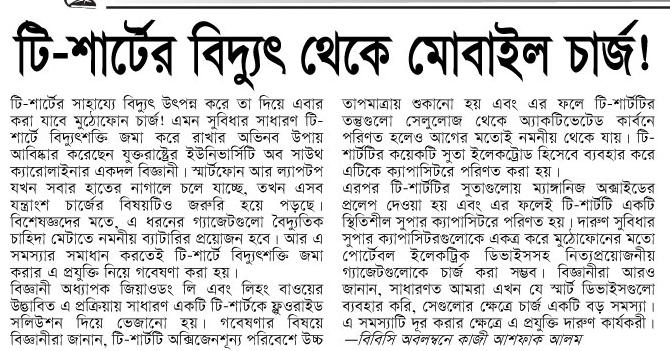 টি-শার্টের বিদ্যুৎ থেকে মোবাইল চার্জ!
টি-শার্টের সাহায্যে বিদ্যুৎ উৎপন্ন করে তা দিয়ে এবার
করা যাবে মুঠোফোন চার্জ! এমন সুবিধার সাধারণ টি-
শার্টে বিদ্যুৎশক্তি জমা করে রাখার অভিনব উপায়
আবিষ্কার করেছেন যুক্তরাষ্ট্রের ইউনিভার্সিটি অব সাউথ
ক্যারোলাইনার একদল বিজ্ঞানী। স্মার্টফোন আর ল্যাপটপ
যখন সবার হাতের নাগালে চলে যাচ্ছে, তখন এসব
যন্ত্রাংশ চার্জের বিষয়টিও জরুরি হয়ে পড়ছে।
বিশেষজ্ঞদের মতে, এ ধরনের গ্যাজেটগুলো বৈদ্যুতিক
চাহিদা মেটাতে নমনীয় ব্যাটারির প্রয়োজন হবে। আর এ
সমস্যার সমাধান করতেই টি-শার্টে বিদ্যুৎশক্তি জমা
করার এ প্রযুক্তি নিয়ে গবেষণা করা হয়।
বিজ্ঞানী অধ্যাপক জিয়াওডং লি এবং লিহং বাওয়ের
উদ্ভাবিত এ প্রক্রিয়ায় সাধারণ একটি টি-শার্টকে ফ্লুওরাইড
সলিউশন দিয়ে ভেজানো হয়। গবেষণার বিষয়ে
বিজ্ঞানীরা জানান, টি-শার্টটি অক্সিজেনশূন্য পরিবেশে উচ্চ
তাপমাত্রায় শুকানো হয় এবং এর ফলে টি-শার্টটির
তন্তুগুলো সেলুলোজ থেকে অ্যাকটিভেটেড কার্বনে
পরিণত হলেও আগের মতোই নমনীয় থেকে যায়। টি-
শার্টটির কয়েকটি সুতা ইলেকট্রোড হিসেবে ব্যবহার করে
এটিকে ক্যাপাসিটরে পরিণত করা হয়।
এরপর টি-শার্টটির সুতাগুলোয় ম্যাঙ্গানিজ অক্সাইডের
প্রলেপ দেওয়া হয় এবং এর ফলেই টি-শার্টটি একটি
স্থিতিশীল সুপার ক্যাপাসিটরে পরিণত হয়। দারুণ সুবিধার
সুপার ক্যাপাসিটরগুলোকে একত্র করে মুঠোফোনের মতো
পোর্টেবল ইলেকট্রিক ডিভাইসসহ নিত্যপ্রয়োজনীয়
গ্যাজেটগুলোকে চার্জ করা সম্ভব। বিজ্ঞানীরা আরও
জানান, সাধারণত আমরা এখন যে স্মার্ট ডিভাইসগুলো
ব্যবহার করি, সেগুলোর ক্ষেত্রে চার্জ একটি বড় সমস্যা।
এ সমস্যাটি দূর করার ক্ষেত্রে এ প্রযুক্তি দারুণ কার্যকরী।
—বিবিসি অবলম্বনে কাজী আশফাক আলম